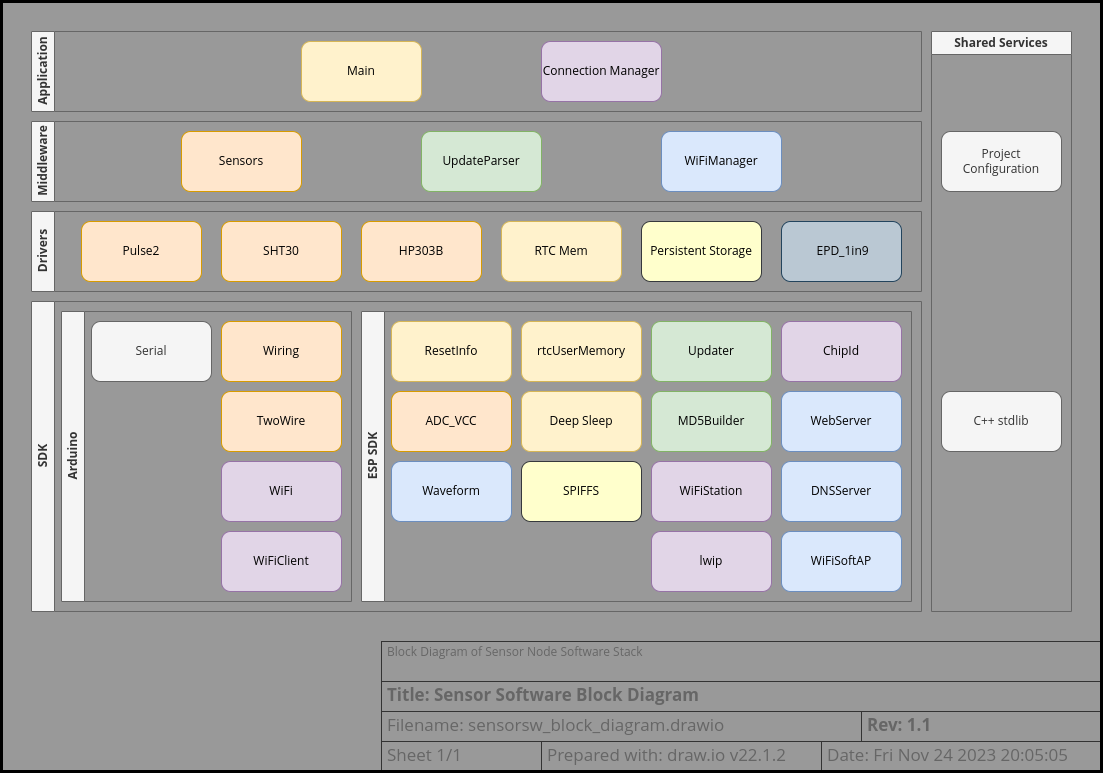 Application
Main
Connection Manager
Shared Services
Middleware
Sensors
UpdateParser
WiFiManager
Project
Configuration
Drivers
Pulse2
SHT30
HP303B
RTC Mem
Persistent Storage
EPD_1in9
SDK
Arduino
Serial
Wiring
TwoWire
WiFi
WiFiClient
ESP SDK
ResetInfo
rtcUserMemory
Updater
ChipId
ADC_VCC
Deep Sleep
MD5Builder
WebServer
Waveform
SPIFFS
WiFiStation
DNSServer
lwip
WiFiSoftAP
C++ stdlib
Block Diagram of Sensor Node Software Stack
Title: Sensor Software Block Diagram
Filename: sensorsw_block_diagram.drawio
Rev: 1.1
Sheet 1/1
Prepared with: draw.io v22.1.2
Date: Fri Nov 24 2023 20:05:05